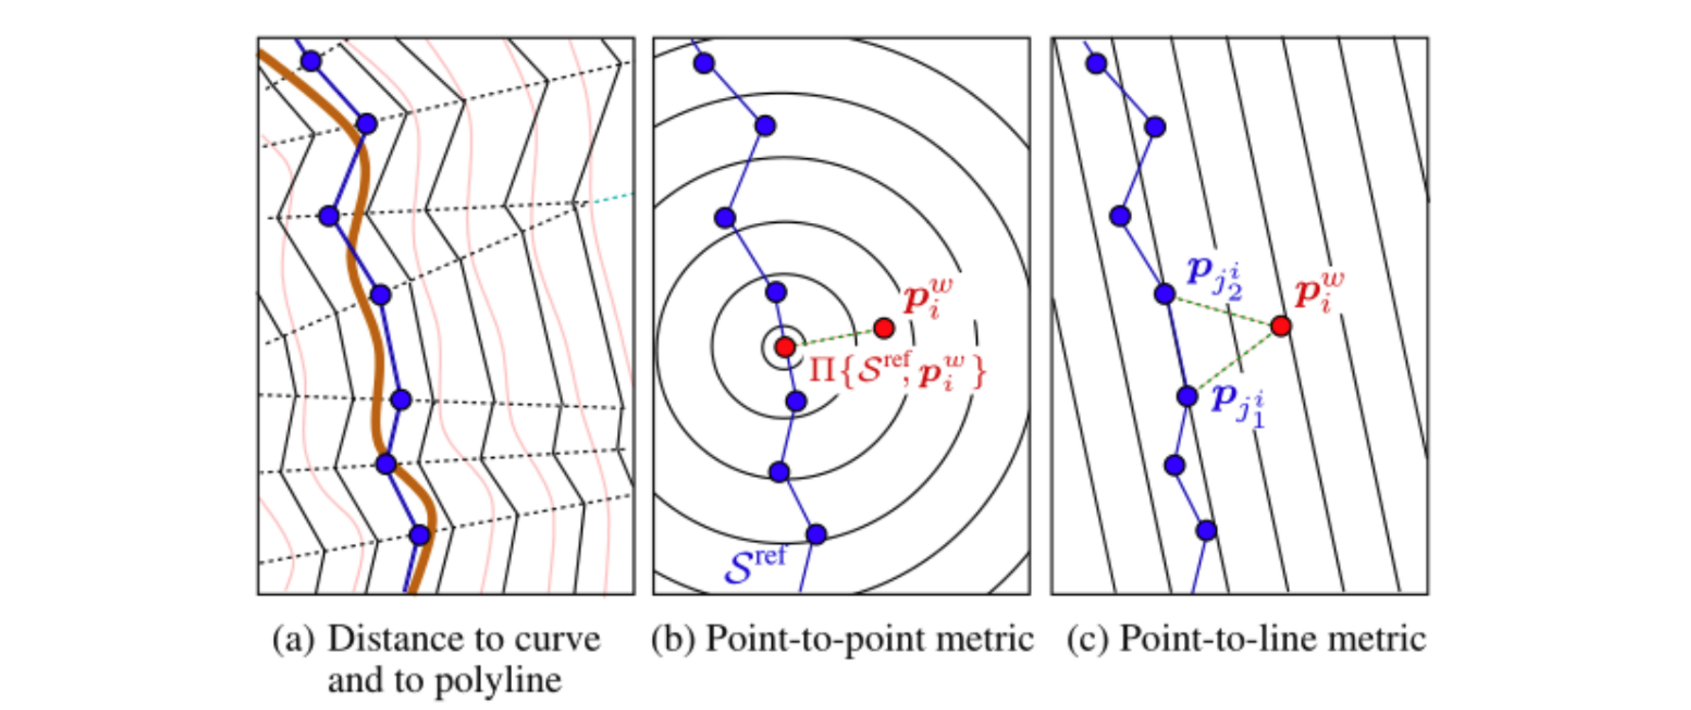 p_i^w
Π{S^ref, p_i^w}
S^ref
p_{j_2^i}
p_i^w
p_{j_1^i}
(a) Distance to curve
and to polyline
(b) Point-to-point metric
(c) Point-to-line metric